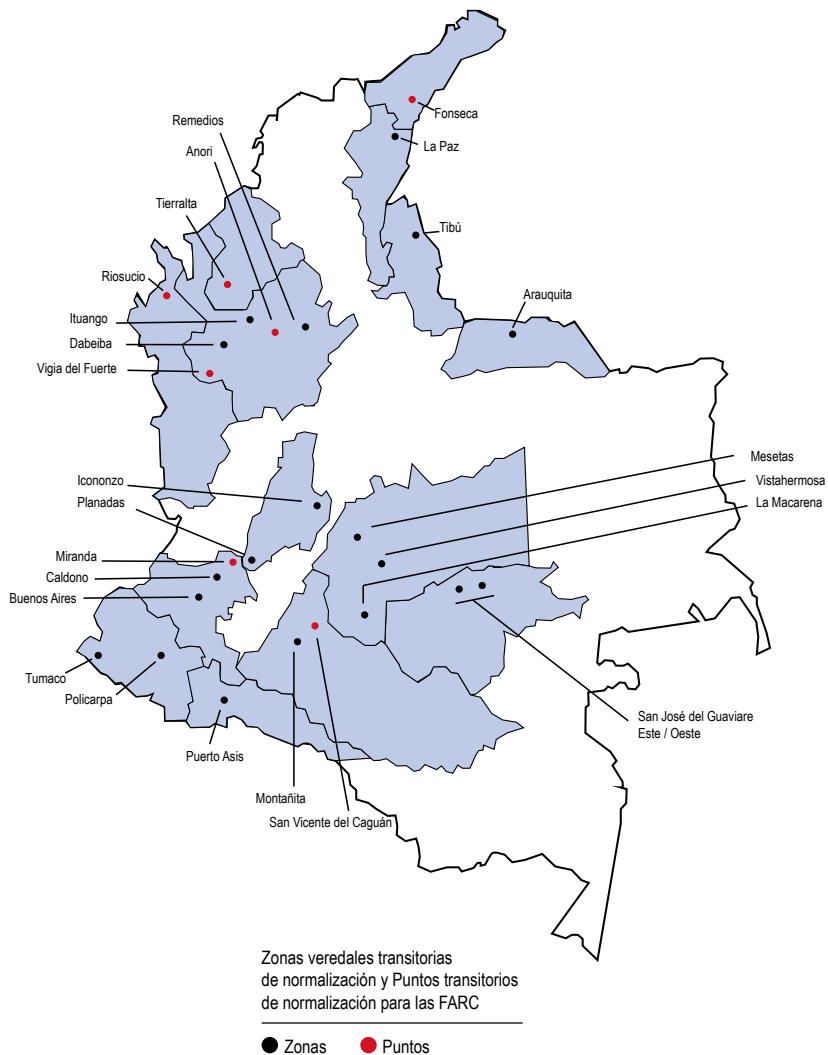 Fonseca
Remedios
La Paz
Anori
Tierralta
Tibú
Riosucio
Arauquita
Ituango
Dabeiba
Vigia del Fuerte
Mesetas
Icononzo
Vistahermosa
Planadas
La Macarena
Miranda
Caldono
Buenos Aires
Tumaco
Policarpa
San José del Guaviare
Este / Oeste
Puerto Asis
Montañita
San Vicente del Caguán
Zonas veredales transitorias
de normalización y Puntos transitorios
de normalización para las FARC
Zonas Puntos